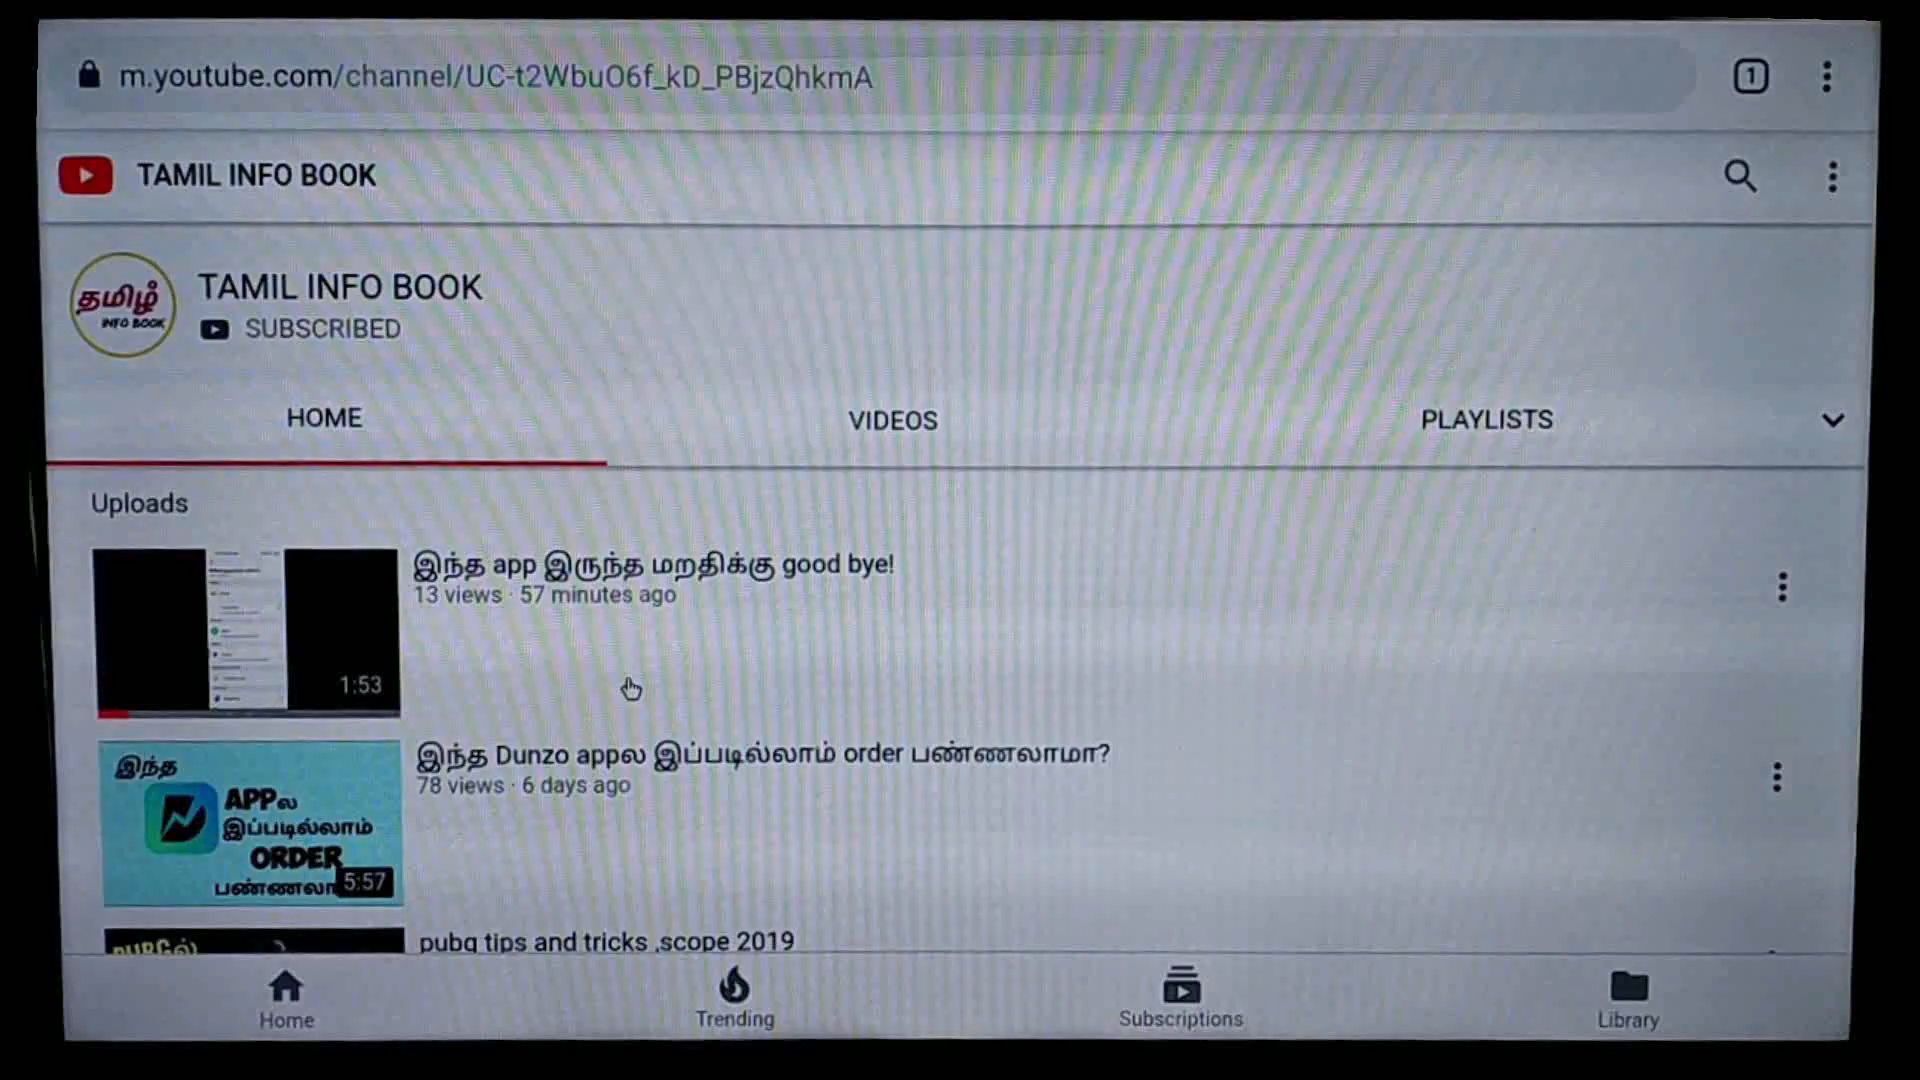 m.youtube.com/channel/UC-t2WbuO6f_kD_PBjzQhkmA
1
TAMIL INFO BOOK
தமிழ்
INFO BOOK
TAMIL INFO BOOK
SUBSCRIBED
HOME
VIDEOS
PLAYLISTS
Uploads
இந்த app இருந்த மறதிக்கு good bye!
13 views · 57 minutes ago
1:53
இந்த Dunzo appல இப்படில்லாம் order பண்ணலாமா?
78 views · 6 days ago
இந்த
APPல
இப்படில்லாம்
ORDER
5:57
PUBGல்
pubg tips and tricks ,scope 2019
Home
Trending
Subscriptions
Library